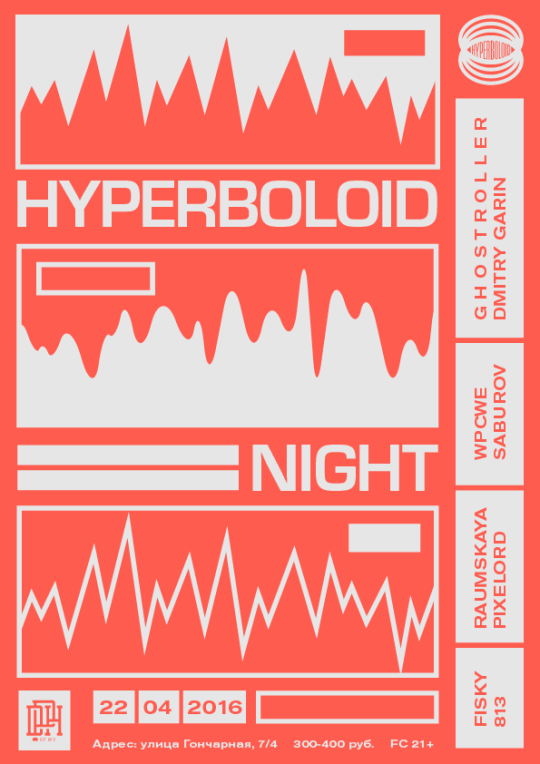 HYPERBOLOID
HYPERBOLOID
NIGHT
GHOSTROLLER
DMITRY GARIN
WPCWE
SABUROV
RAUMSKAYA
PIXELORD
FISKY
813
22 04 2016
Адрес: улица Гончарная, 7/4 300-400 руб. FC 21+